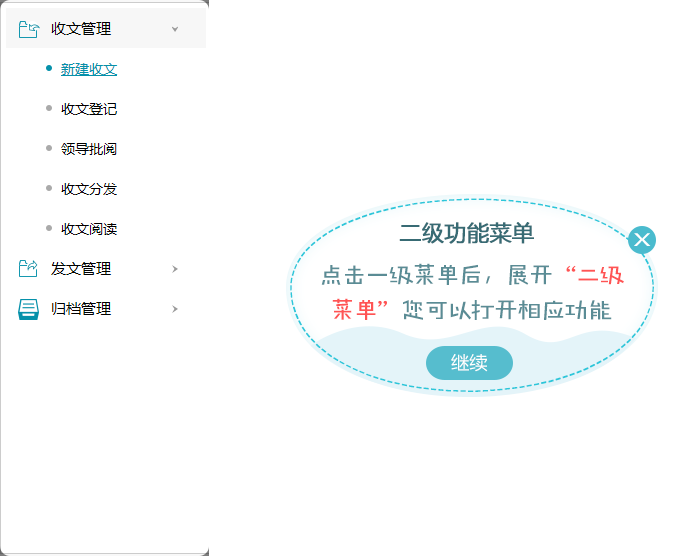 收文管理
新建收文
收文登记
领导批阅
收文分发
收文阅读
发文管理
归档管理
二级功能菜单
点击一级菜单后，展开“二级
菜单”您可以打开相应功能
继续